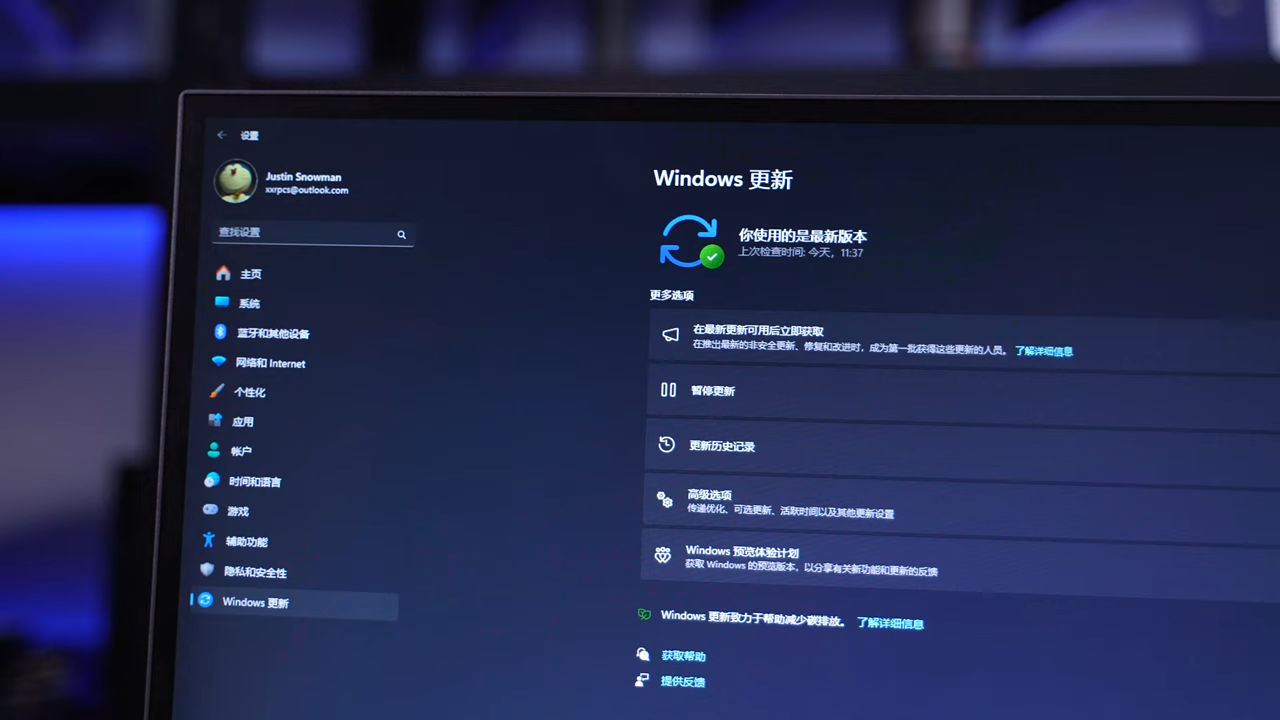 设置
Justin Snowman
xxrpcs@outlook.com
查找设置
主页
系统
蓝牙和其他设备
网络和 Internet
个性化
应用
帐户
时间和语言
游戏
辅助功能
隐私和安全性
Windows 更新
Windows 更新
你使用的是最新版本
上次检查时间: 今天，11:37
更多选项
在最新更新可用后立即获取
在推出最新的非安全更新、修复和改进时，成为第一批获得这些更新的人员。 了解详细信息
暂停更新
更新历史记录
高级选项
传递优化、可选更新、活跃时间以及其他更新设置
Windows 预览体验计划
获取 Windows 的预览版本，以分享有关新功能和更新的反馈
Windows 更新致力于帮助减少碳排放。 了解详细信息
获取帮助
提供反馈